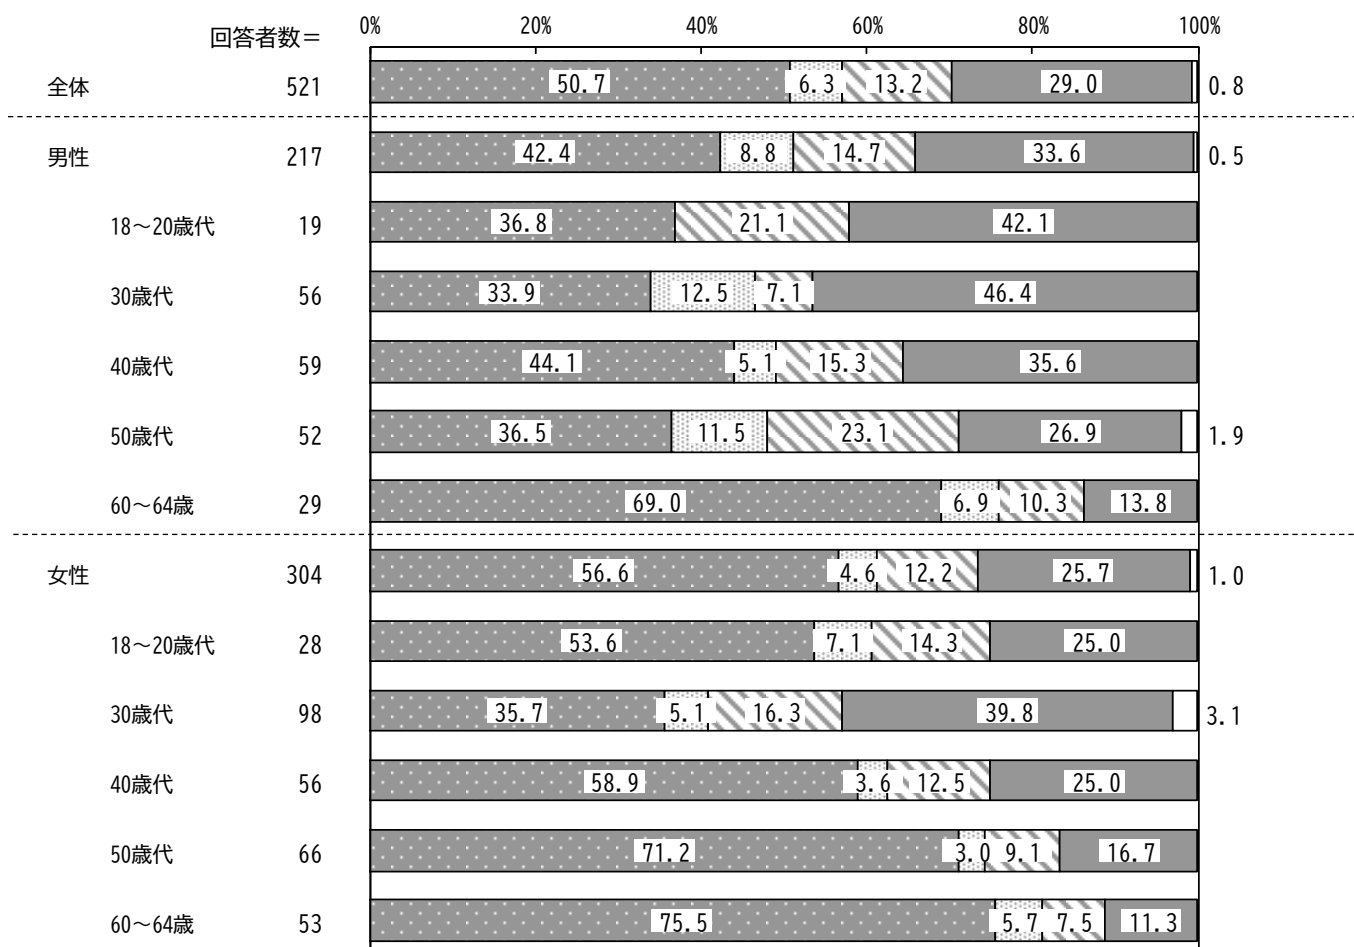 0% 20% 40% 60% 80% 100%
回答者数＝
全体 521 50.7 6.3 13.2 29.0 0.8
男性 217 42.4 8.8 14.7 33.6 0.5
18～20歳代 19 36.8 21.1 42.1
30歳代 56 33.9 12.5 7.1 46.4
40歳代 59 44.1 5.1 15.3 35.6
50歳代 52 36.5 11.5 23.1 26.9 1.9
60～64歳 29 69.0 6.9 10.3 13.8
女性 304 56.6 4.6 12.2 25.7 1.0
18～20歳代 28 53.6 7.1 14.3 25.0
30歳代 98 35.7 5.1 16.3 39.8 3.1
40歳代 56 58.9 3.6 12.5 25.0
50歳代 66 71.2 3.0 9.1 16.7
60～64歳 53 75.5 5.7 7.5 11.3